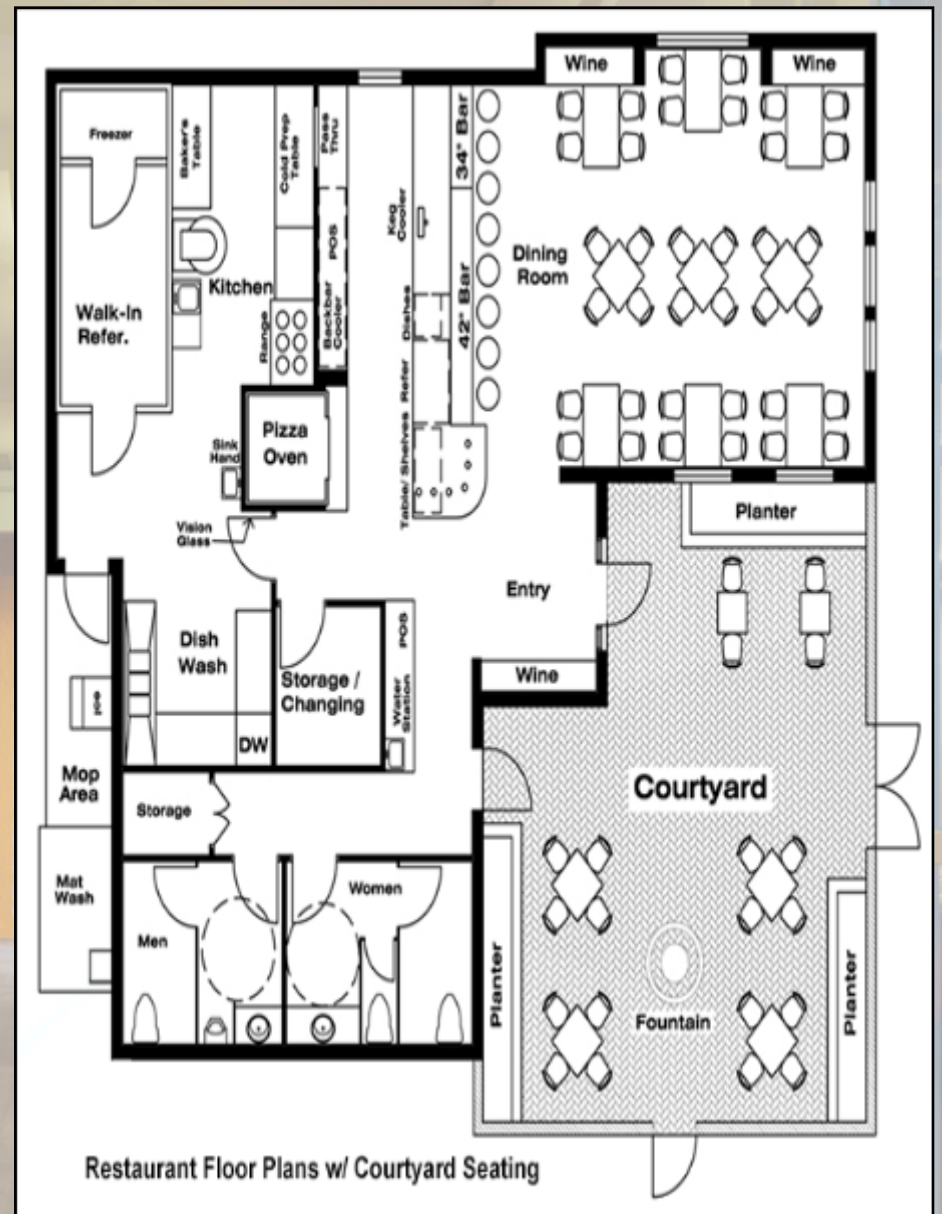 Wine
Wine
Freezer
Baker's
Table
Cold Prep
Table
Pass
Thru
34" Bar
Keg
Cooler
POS
Dining
Room
Kitchen
Walk-In
Refer.
Range
Backbar
Cooler
Dishes
42" Bar
Refer
Pizza
Oven
Sink
Hand
Table/ Shelves
Vision
Glass
Planter
Entry
Dish
Wash
Storage /
Changing
POS
Water
Station
Wine
Ice
DW
Mop
Area
Courtyard
Storage
Mat
Wash
Women
Men
Planter
Planter
Fountain
Restaurant Floor Plans w/ Courtyard Seating